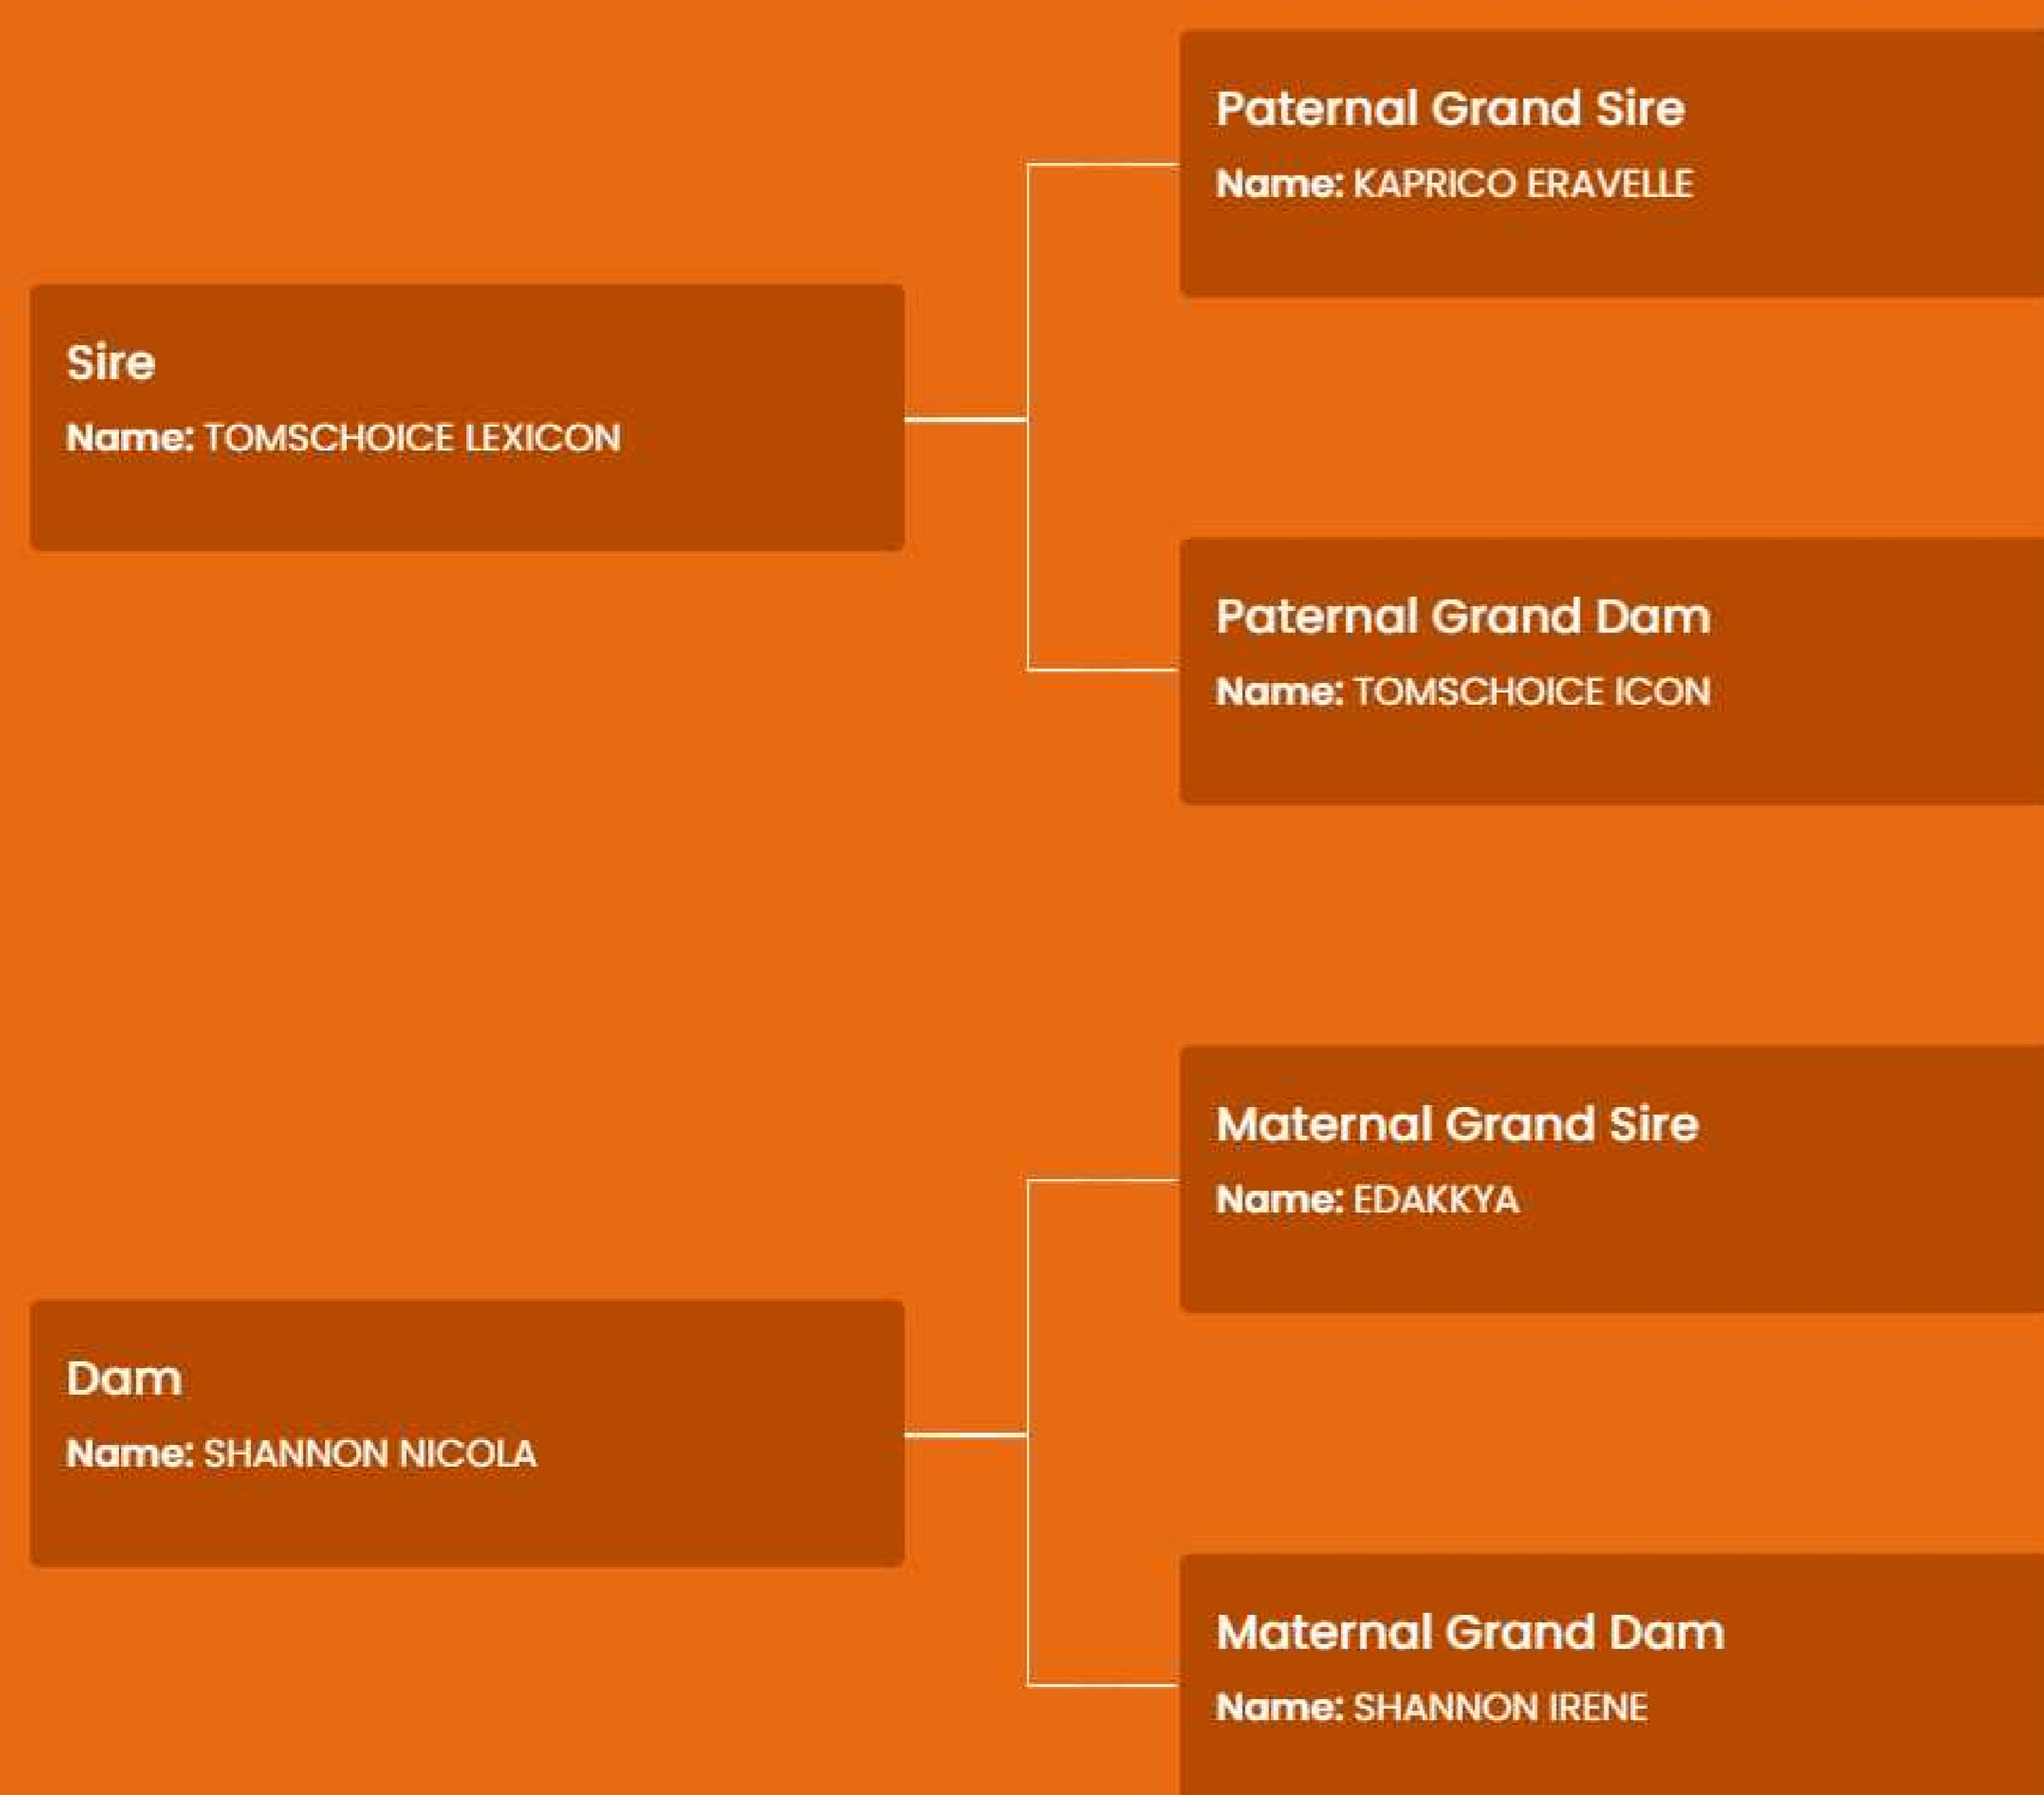 Paternal Grand Sire
Name: KAPRICO ERAVELLE
Sire
Name: TOMSCHOICE LEXICON
Paternal Grand Dam
Name: TOMSCHOICE ICON
Maternal Grand Sire
Name: EDAKKYA
Dam
Name: SHANNON NICOLA
Maternal Grand Dam
Name: SHANNON IRENE